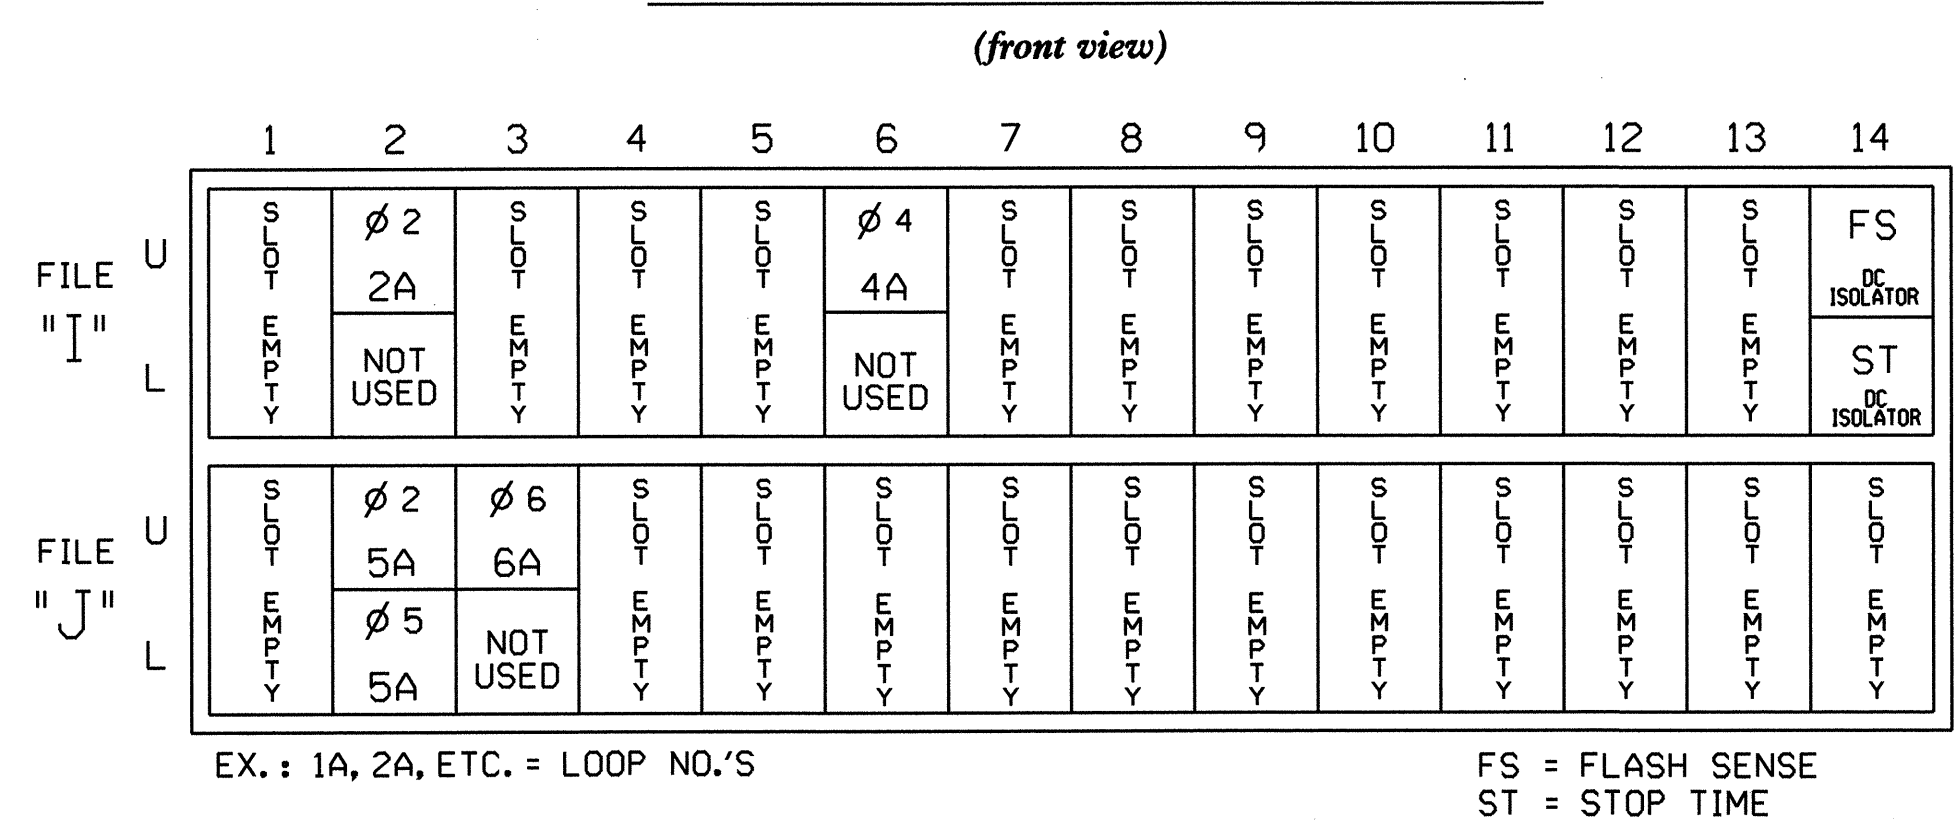 (front view)
1 2 3 4 5 6 7 8 9 10 11 12 13 14
FILE "I"
U
L
SLOT EMPTY
Ø 2
2A
NOT
USED
SLOT EMPTY
SLOT EMPTY
SLOT EMPTY
Ø 4
4A
NOT
USED
SLOT EMPTY
SLOT EMPTY
SLOT EMPTY
SLOT EMPTY
SLOT EMPTY
SLOT EMPTY
SLOT EMPTY
FS
DC
ISOLATOR
ST
DC
ISOLATOR
FILE "J"
U
L
SLOT EMPTY
Ø 2
5A
Ø 5
5A
Ø 6
6A
NOT
USED
SLOT EMPTY
SLOT EMPTY
SLOT EMPTY
SLOT EMPTY
SLOT EMPTY
SLOT EMPTY
SLOT EMPTY
SLOT EMPTY
SLOT EMPTY
SLOT EMPTY
SLOT EMPTY
EX.: 1A, 2A, ETC. = LOOP NO.'S
FS = FLASH SENSE
ST = STOP TIME